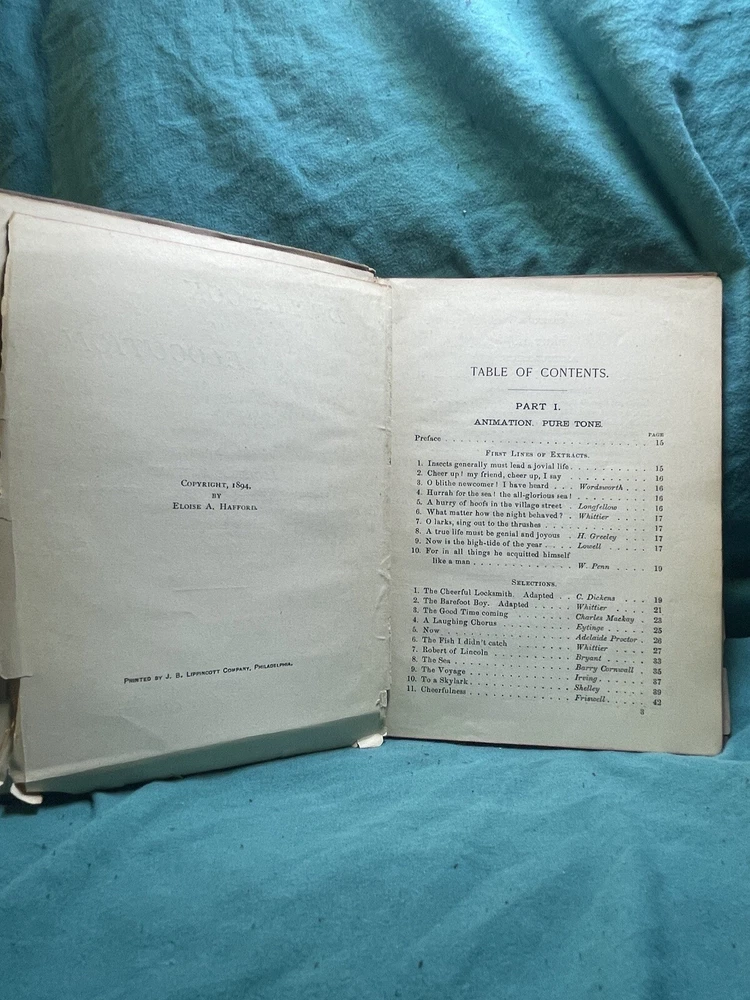 COPYRIGHT, 1894,
BY
ELOISE A. HAFFORD.
PRINTED BY J. B. LIPPINCOTT COMPANY, PHILADELPHIA.
TABLE OF CONTENTS.
PART I.
ANIMATION. PURE TONE.
PAGE
Preface . . . . 15
FIRST LINES OF EXTRACTS.
1. Insects generally must lead a jovial life . . . . 15
2. Cheer up! my friend, cheer up, I say . . . . 16
3. O blithe newcomer! I have heard . . . Wordsworth . . . . 16
4. Hurrah for the sea! the all-glorious sea! . . . . 16
5. A hurry of hoofs in the village street Longfellow . . . . 16
6. What matter how the night behaved? . Whittier . . . . 17
7. O larks, sing out to the thrushes . . . . 17
8. A true life must be genial and joyous . H. Greeley . . . . 17
9. Now is the high-tide of the year . . . . Lowell . . . . 17
10. For in all things he acquitted himself
like a man . . . . W. Penn . . . . 19
SELECTIONS.
1. The Cheerful Locksmith. Adapted . . C. Dickens . . . . 19
2. The Barefoot Boy. Adapted . . . . Whittier . . . . 21
3. The Good Time coming . . . . Charles Mackay . 23
4. A Laughing Chorus . . . . Eytinge . . . . 25
5. Now . . . . Adelaide Proctor . 26
6. The Fish I didn't catch . . . . Whittier . . . . 27
7. Robert of Lincoln . . . . Bryant . . . . 33
8. The Sea . . . . Barry Cornwall . 35
9. The Voyage . . . . Irving . . . . 37
10. To a Skylark . . . . Shelley . . . . 39
11. Cheerfulness . . . . Friswell . . . . 42
3